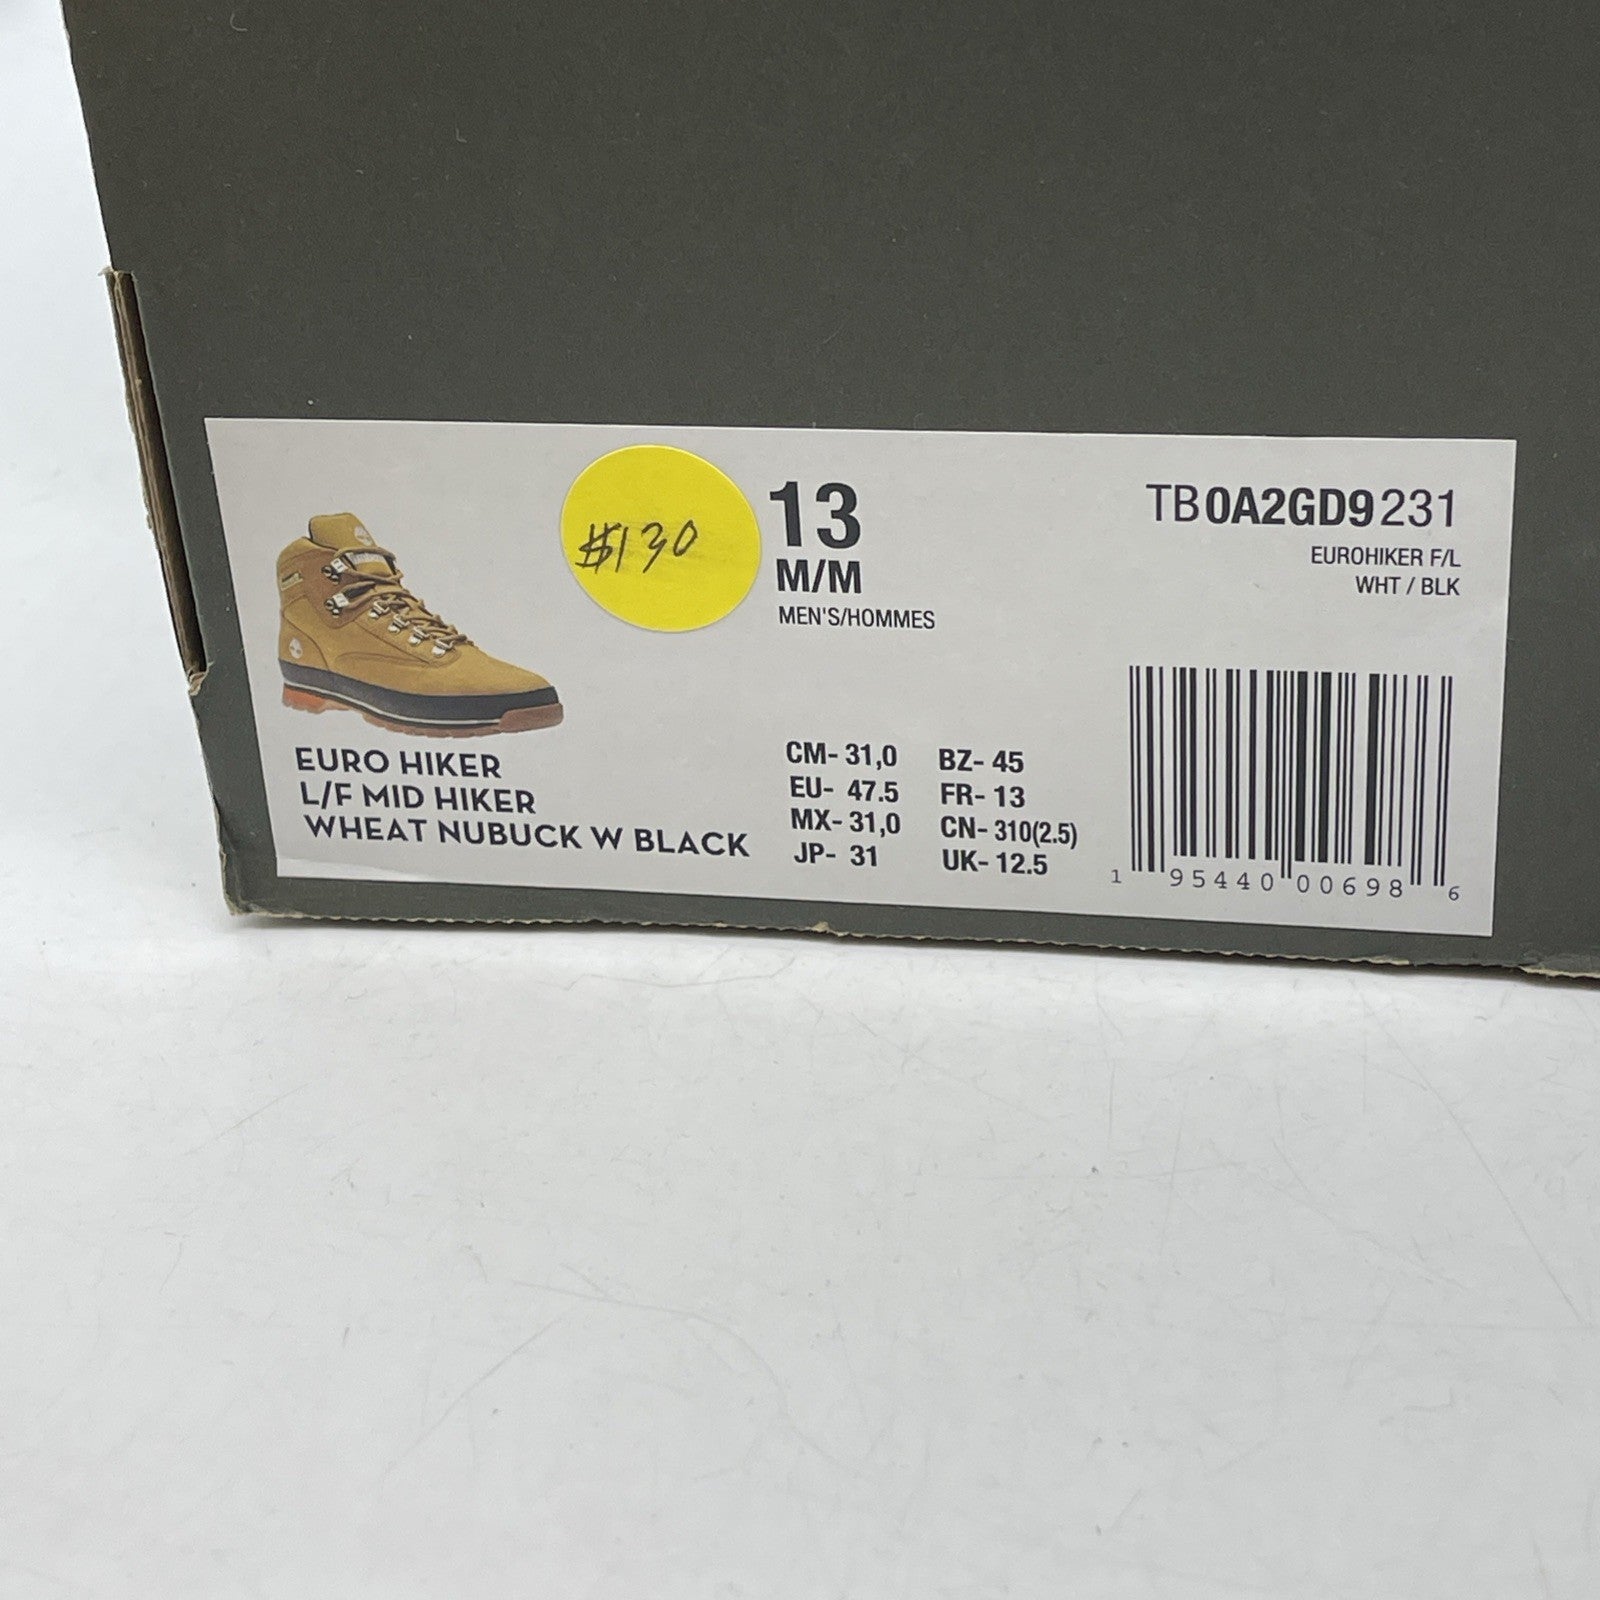 $130
13
M/M
MEN'S/HOMMES
TB0A2GD9231
EUROHIKER F/L
WHT / BLK
EURO HIKER
L/F MID HIKER
WHEAT NUBUCK W BLACK
CM- 31,0 BZ- 45
EU- 47.5 FR- 13
MX- 31,0 CN- 310(2.5)
JP- 31 UK- 12.5
1 95440 00698 6